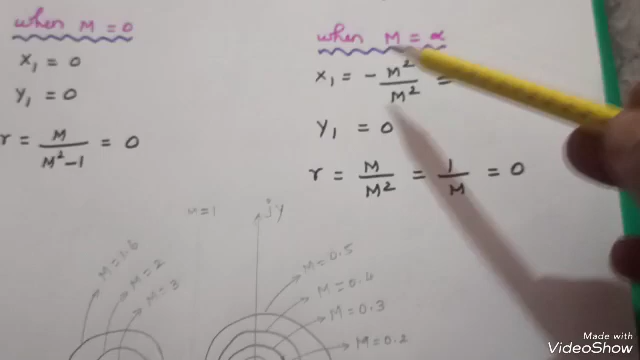 when M = 0
x₁ = 0
y₁ = 0
r = M / M²-1 = 0
when M = α
x₁ = - M² / M² =
y₁ = 0
r = M / M² = 1 / M = 0
M=1
jy
M=1.6
M=2
M=3
M=0.5
M=0.4
M=0.3
M=0.2
Made with
VideoShow